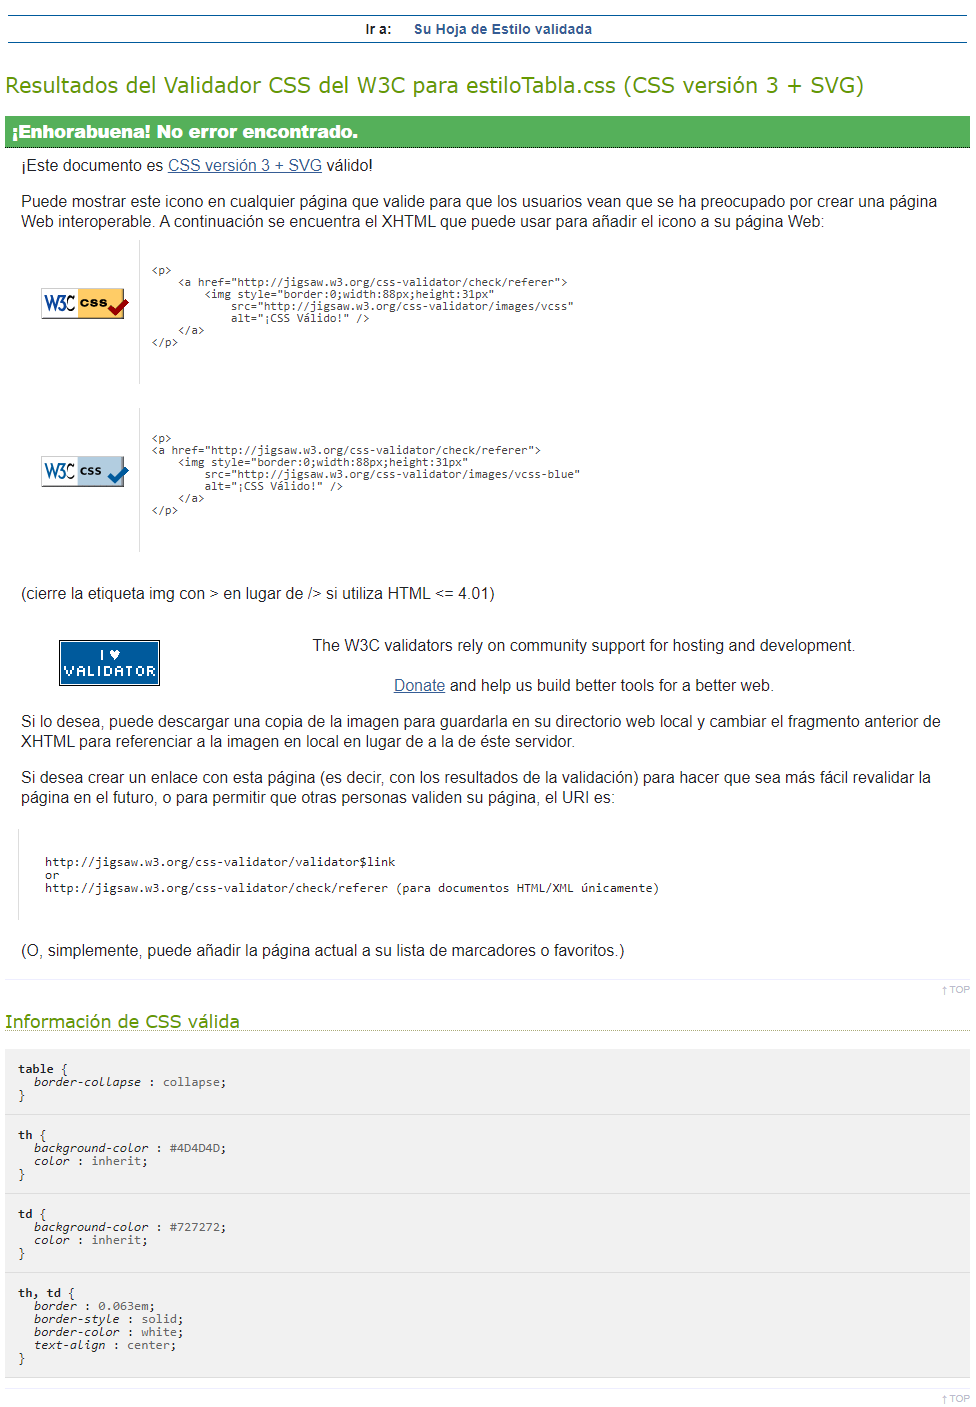 Ir a: Su Hoja de Estilo validada
Resultados del Validador CSS del W3C para estiloTabla.css (CSS versión 3 + SVG)
¡Enhorabuena! No error encontrado.
¡Este documento es CSS versión 3 + SVG válido!
Puede mostrar este icono en cualquier página que valide para que los usuarios vean que se ha preocupado por crear una página
Web interoperable. A continuación se encuentra el XHTML que puede usar para añadir el icono a su página Web:
W3C css
<p>
<a href="http://jigsaw.w3.org/css-validator/check/referer">
<img style="border:0;width:88px;height:31px"
src="http://jigsaw.w3.org/css-validator/images/vcss"
alt="¡CSS Válido!" />
</a>
</p>
W3C css
<p>
<a href="http://jigsaw.w3.org/css-validator/check/referer">
<img style="border:0;width:88px;height:31px"
src="http://jigsaw.w3.org/css-validator/images/vcss-blue"
alt="¡CSS Válido!" />
</a>
</p>
(cierre la etiqueta img con > en lugar de /> si utiliza HTML <= 4.01)
I ♥
VALIDATOR
The W3C validators rely on community support for hosting and development.
Donate and help us build better tools for a better web.
Si lo desea, puede descargar una copia de la imagen para guardarla en su directorio web local y cambiar el fragmento anterior de
XHTML para referenciar a la imagen en local en lugar de a la de éste servidor.
Si desea crear un enlace con esta página (es decir, con los resultados de la validación) para hacer que sea más fácil revalidar la
página en el futuro, o para permitir que otras personas validen su página, el URI es:
http://jigsaw.w3.org/css-validator/validator$link
or
http://jigsaw.w3.org/css-validator/check/referer (para documentos HTML/XML únicamente)
(O, simplemente, puede añadir la página actual a su lista de marcadores o favoritos.)
↑ TOP
Información de CSS válida
table {
border-collapse : collapse;
}
th {
background-color : #4D4D4D;
color : inherit;
}
td {
background-color : #727272;
color : inherit;
}
th, td {
border : 0.063em;
border-style : solid;
border-color : white;
text-align : center;
}
↑ TOP